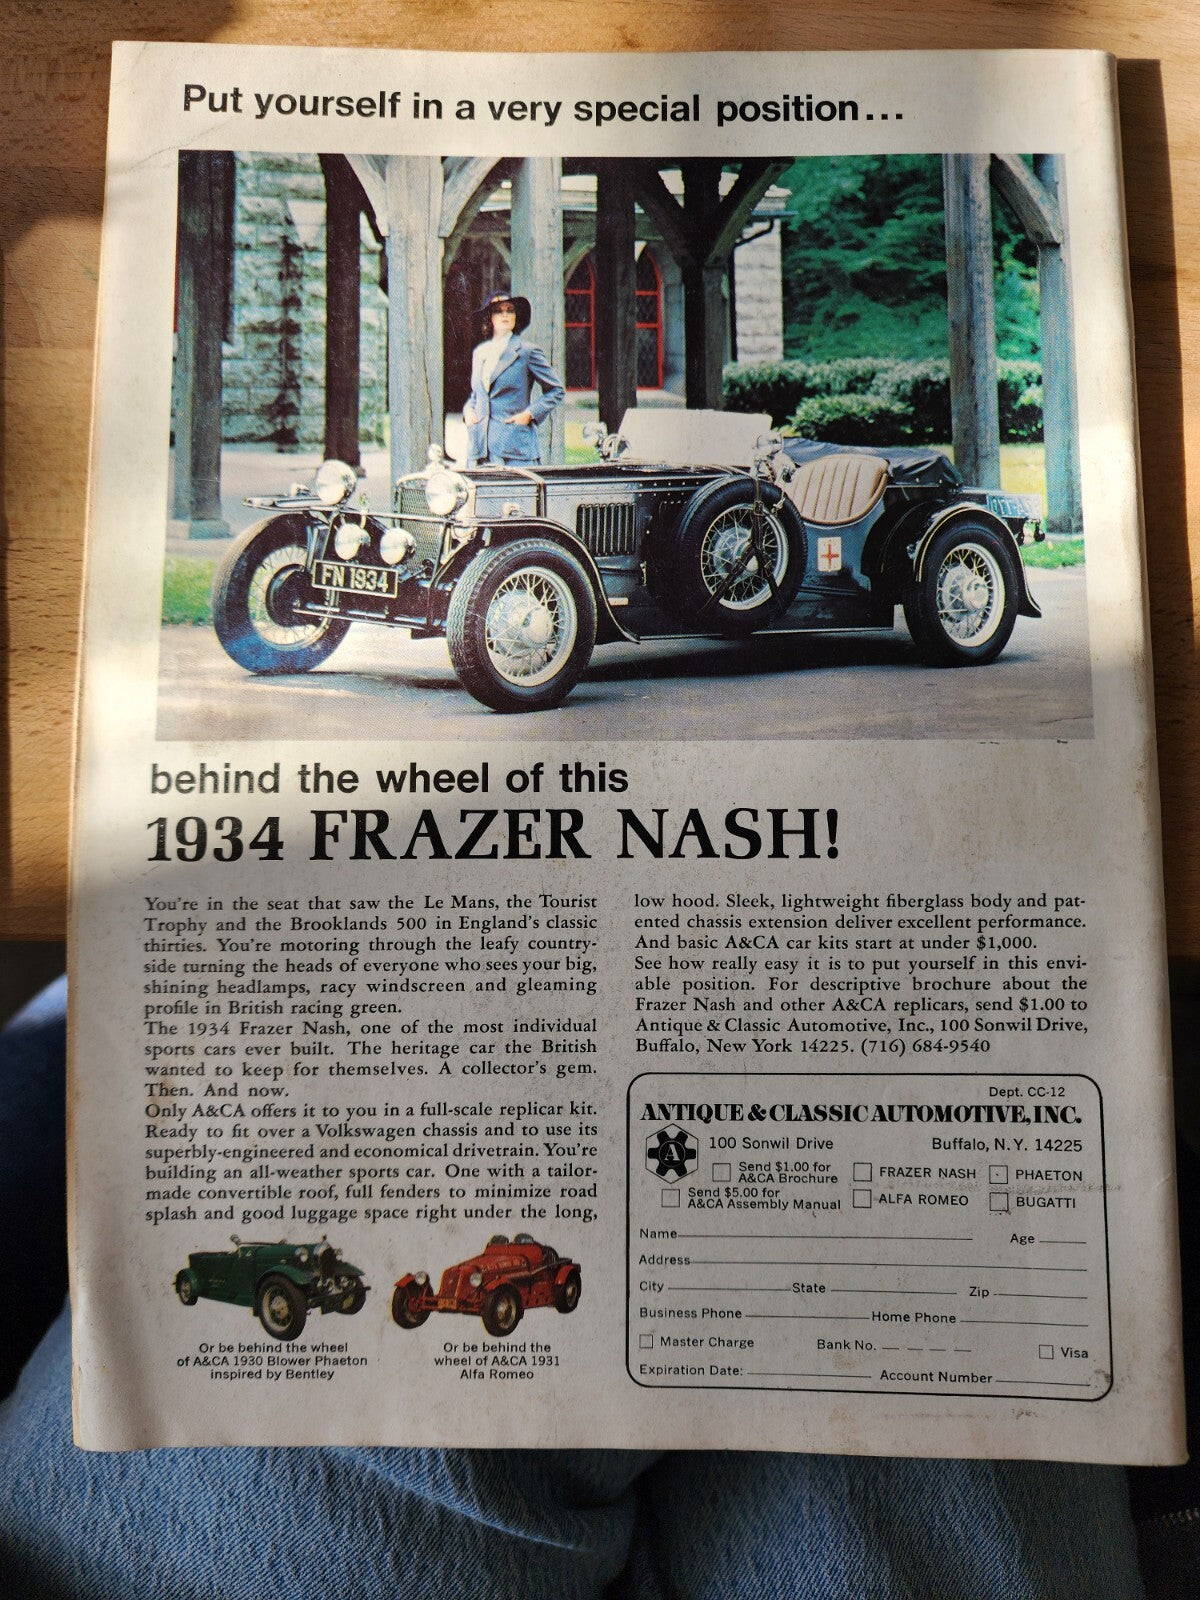 Put yourself in a very special position...
FN 1934
behind the wheel of this
1934 FRAZER NASH!
You're in the seat that saw the Le Mans, the Tourist
Trophy and the Brooklands 500 in England's classic
thirties. You're motoring through the leafy country-
side turning the heads of everyone who sees your big,
shining headlamps, racy windscreen and gleaming
profile in British racing green.
The 1934 Frazer Nash, one of the most individual
sports cars ever built. The heritage car the British
wanted to keep for themselves. A collector's gem.
Then. And now.
Only A&CA offers it to you in a full-scale replicar kit.
Ready to fit over a Volkswagen chassis and to use its
superbly-engineered and economical drivetrain. You're
building an all-weather sports car. One with a tailor-
made convertible roof, full fenders to minimize road
splash and good luggage space right under the long,
low hood. Sleek, lightweight fiberglass body and pat-
ented chassis extension deliver excellent performance.
And basic A&CA car kits start at under $1,000.
See how really easy it is to put yourself in this envi-
able position. For descriptive brochure about the
Frazer Nash and other A&CA replicars, send $1.00 to
Antique & Classic Automotive, Inc., 100 Sonwil Drive,
Buffalo, New York 14225. (716) 684-9540
Or be behind the wheel
of A&CA 1930 Blower Phaeton
inspired by Bentley
Or be behind the
wheel of A&CA 1931
Alfa Romeo
Dept. CC-12
ANTIQUE & CLASSIC AUTOMOTIVE, INC.
A
100 Sonwil Drive Buffalo, N.Y. 14225
Send $1.00 for
A&CA Brochure
FRAZER NASH PHAETON
Send $5.00 for
A&CA Assembly Manual
ALFA ROMEO BUGATTI
Name Age
Address
City State Zip
Business Phone Home Phone
Master Charge Bank No. Visa
Expiration Date: Account Number